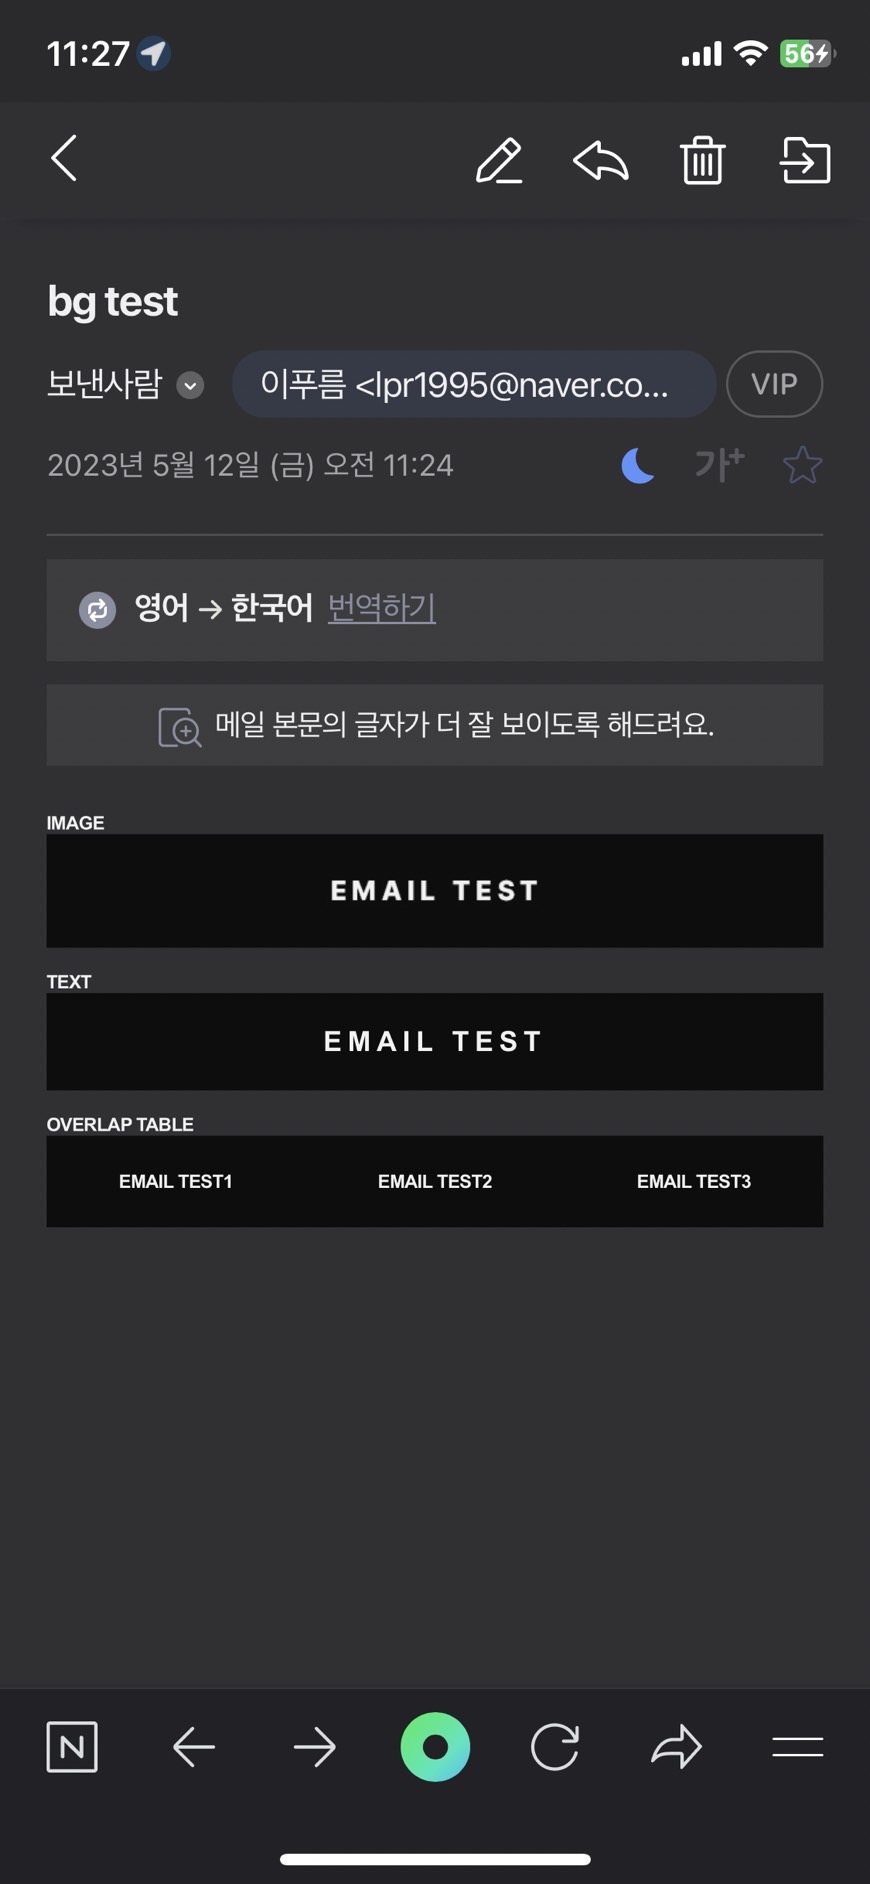 11:27
56
bg test
보낸사람 이푸름 <lpr1995@naver.co... VIP
2023년 5월 12일 (금) 오전 11:24 가+
영어 → 한국어 번역하기
메일 본문의 글자가 더 잘 보이도록 해드려요.
IMAGE
EMAIL TEST
TEXT
EMAIL TEST
OVERLAP TABLE
EMAIL TEST1 EMAIL TEST2 EMAIL TEST3
N